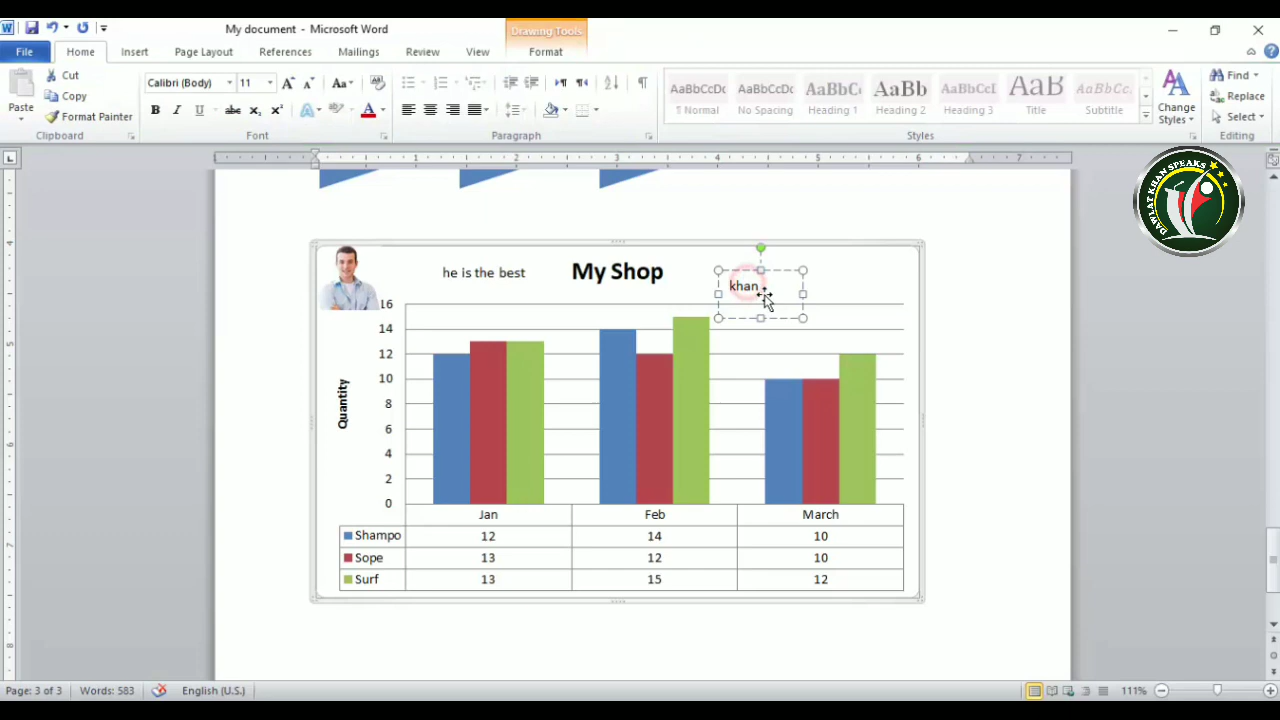 My document - Microsoft Word
Drawing Tools
File Home Insert Page Layout References Mailings Review View Format
Paste
Cut
Copy
Format Painter
Clipboard
Calibri (Body) 11
Font
Paragraph
AaBbCcDc ¶ Normal
AaBbCcDc No Spacing
AaBbC Heading 1
AaBb Heading 2
AaBbCcI Heading 3
AaB Title
AaBbCc. Subtitle
Change Styles
Styles
Find
Replace
Select
Editing
DAWLAT KHAN SPEAKS
he is the best
My Shop
khan
Quantity
16
14
12
10
8
6
4
2
0
Jan Feb March
Shampo 12 14 10
Sope 13 12 10
Surf 13 15 12
Page: 3 of 3 Words: 583 English (U.S.) 111%